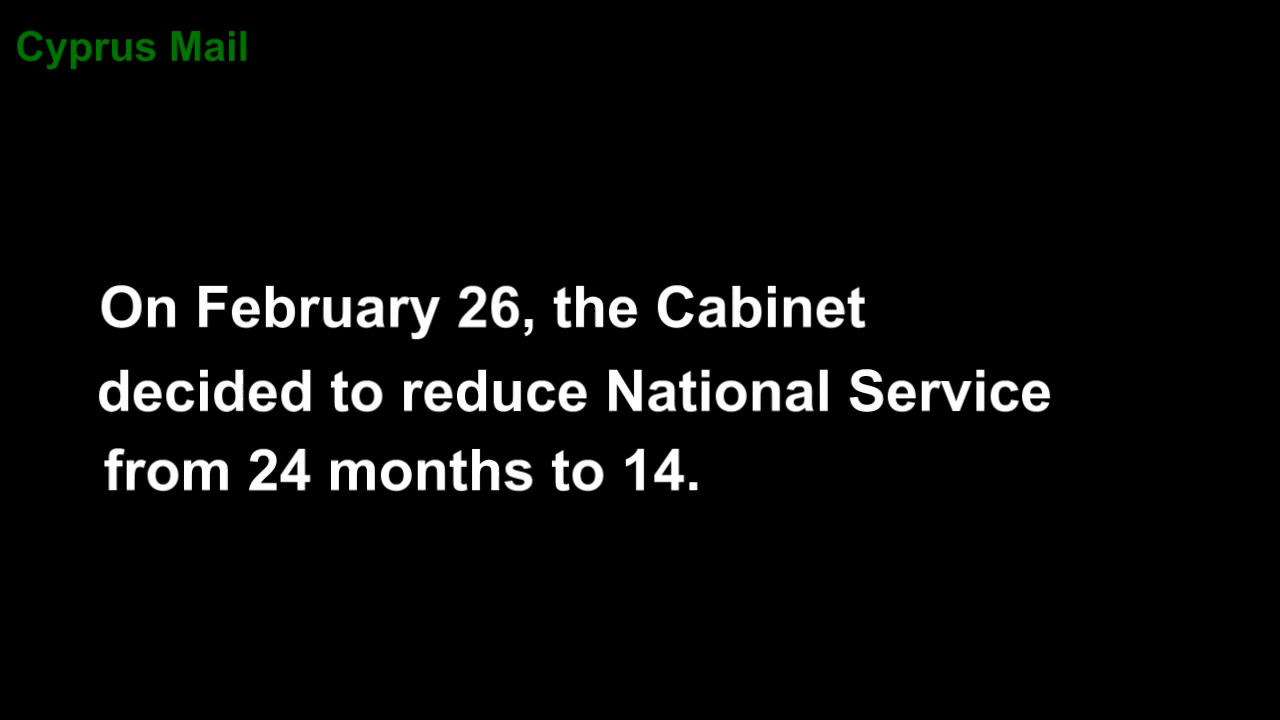 Cyprus Mail
On February 26, the Cabinet
decided to reduce National Service
from 24 months to 14.